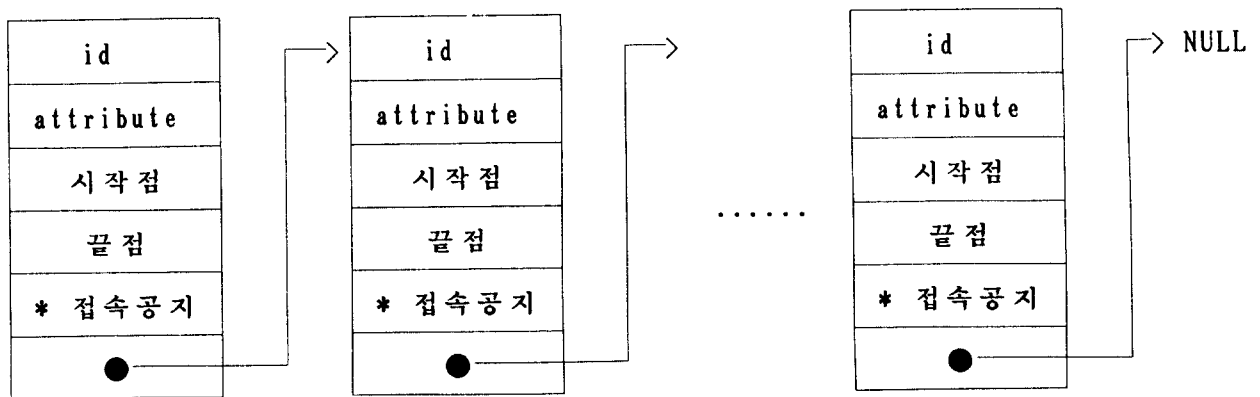 id
attribute
시작점
끝점
* 접속공지
id
attribute
시작점
끝점
* 접속공지
......
id
attribute
시작점
끝점
* 접속공지
NULL